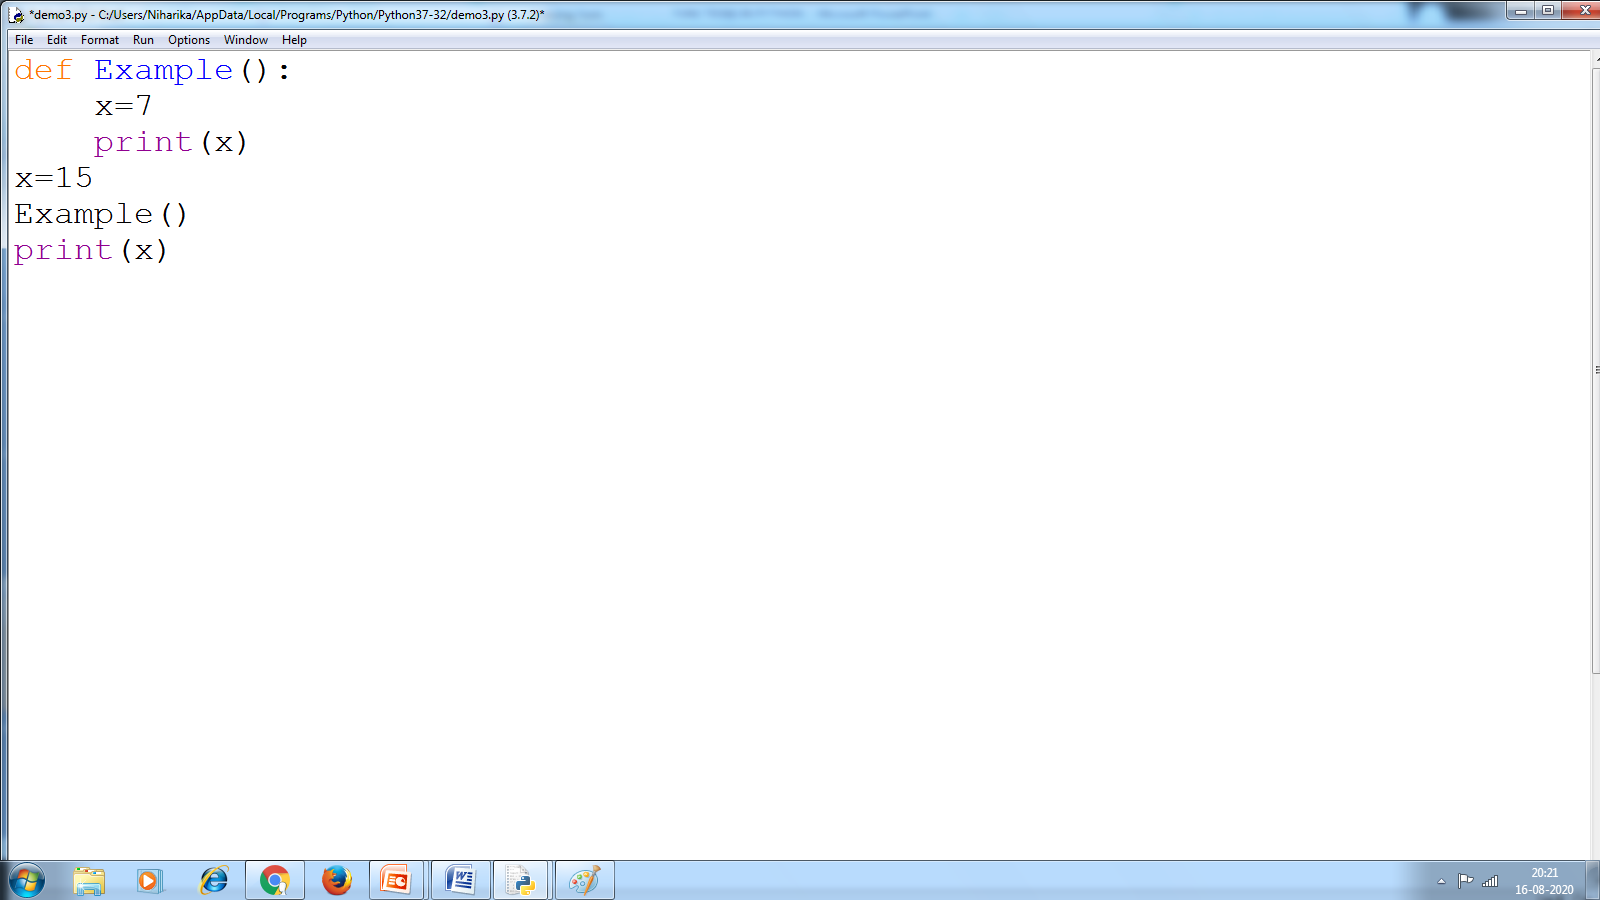 *demo3.py - C:/Users/Niharika/AppData/Local/Programs/Python/Python37-32/demo3.py (3.7.2)*
File Edit Format Run Options Window Help
def Example():
    x=7
    print(x)
x=15
Example()
print(x)
20:21
16-08-2020